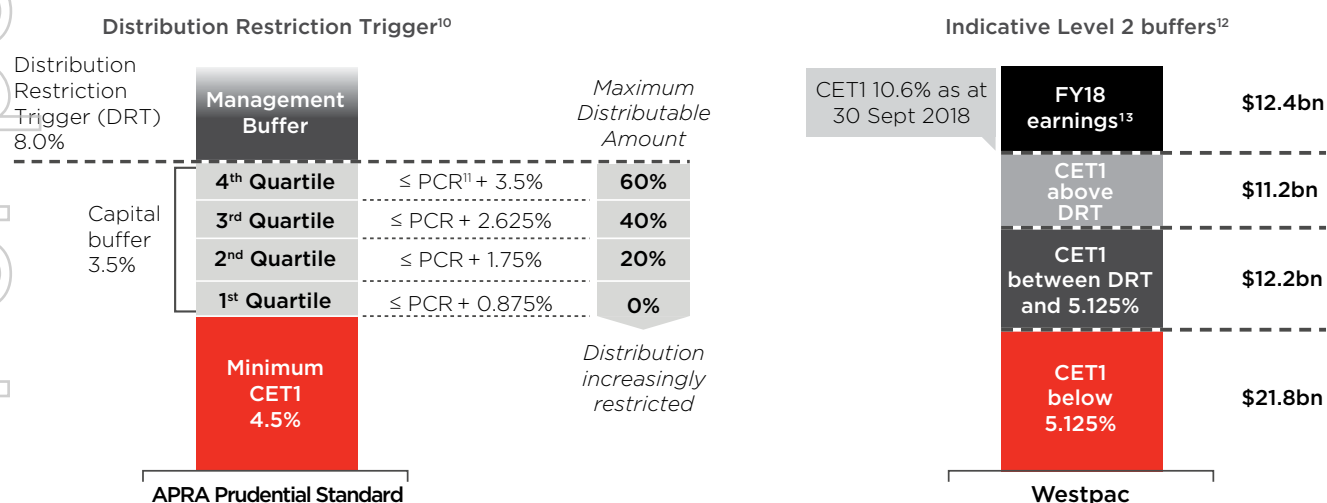 Distribution Restriction Trigger¹⁰
Distribution
Restriction
Trigger (DRT)
8.0%
Management
Buffer
Maximum
Distributable
Amount
Capital
buffer
3.5%
4th Quartile ≤ PCR¹¹ + 3.5% 60%
3rd Quartile ≤ PCR + 2.625% 40%
2nd Quartile ≤ PCR + 1.75% 20%
1st Quartile ≤ PCR + 0.875% 0%
Minimum
CET1
4.5%
Distribution
increasingly
restricted
APRA Prudential Standard
Indicative Level 2 buffers¹²
CET1 10.6% as at
30 Sept 2018
FY18
earnings¹³
$12.4bn
CET1
above
DRT
$11.2bn
CET1
between DRT
and 5.125%
$12.2bn
CET1
below
5.125%
$21.8bn
Westpac